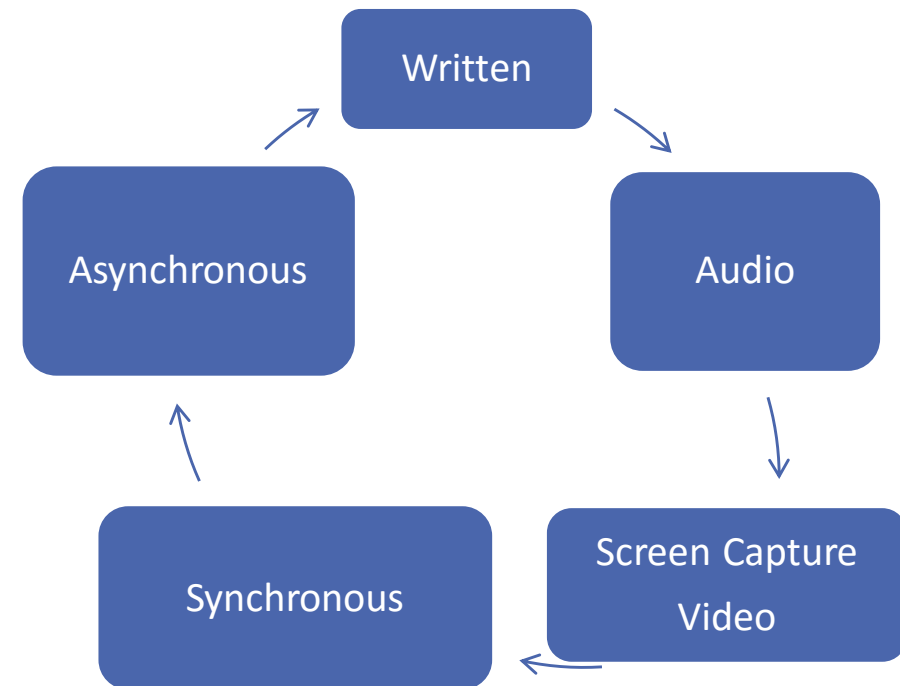 Written
Audio
Screen Capture
Video
Synchronous
Asynchronous